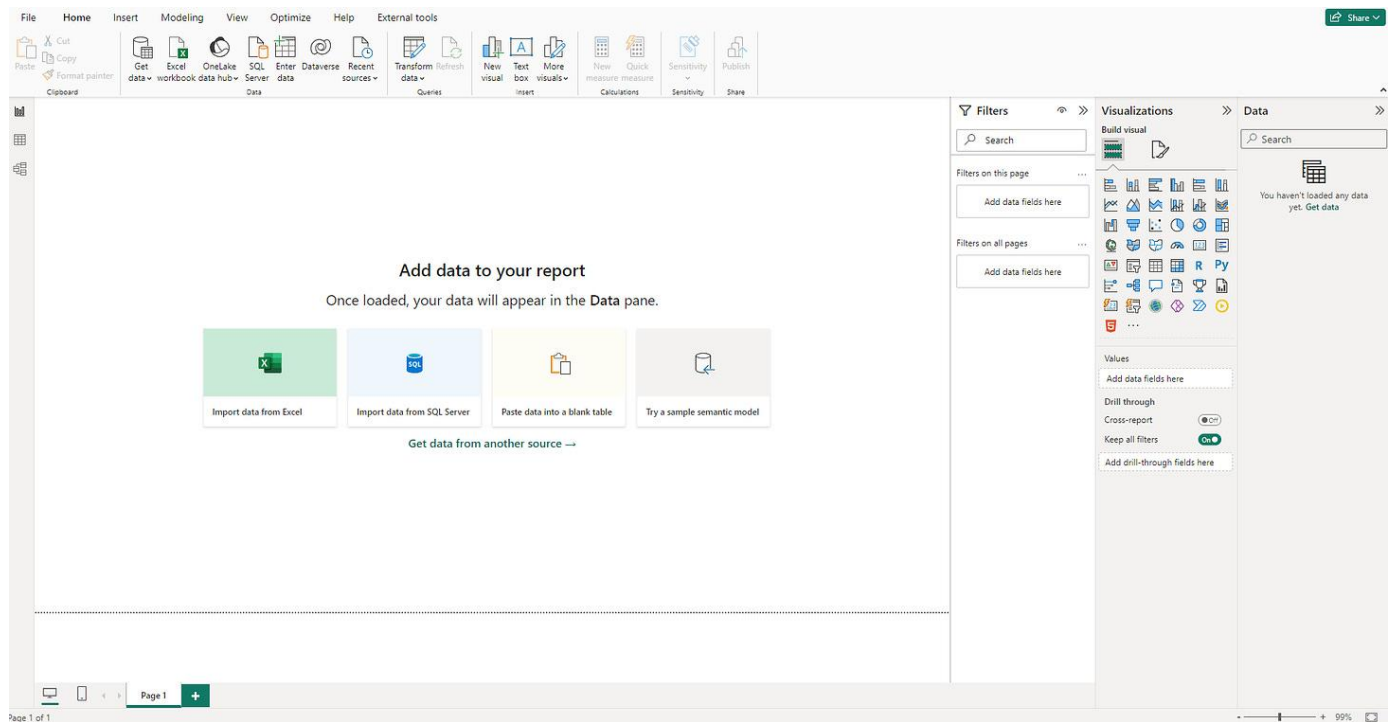 File Home Insert Modeling View Optimize Help External tools
Share
Paste
Cut
Copy
Format painter
Clipboard
Get data
Excel workbook
OneLake data hub
SQL Server
Enter data
Dataverse
Recent sources
Data
Transform data
Refresh
Queries
New visual
Text box
More visuals
Insert
New measure
Quick measure
Calculations
Sensitivity
Sensitivity
Publish
Share
Add data to your report
Once loaded, your data will appear in the Data pane.
X
SQL
Import data from Excel
Import data from SQL Server
Paste data into a blank table
Try a sample semantic model
Get data from another source →
Filters
Search
Filters on this page ...
Add data fields here
Filters on all pages ...
Add data fields here
Visualizations
Build visual
R Py
...
Values
Add data fields here
Drill through
Cross-report Off
Keep all filters On
Add drill-through fields here
Data
Search
You haven't loaded any data
yet. Get data
Page 1
+
Page 1 of 1
- + 99%